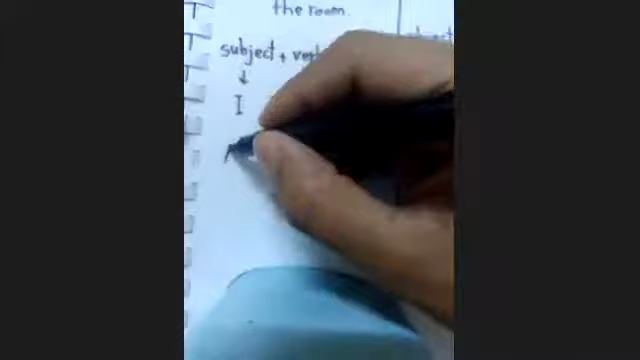 the room.
subject + verb
↓
I